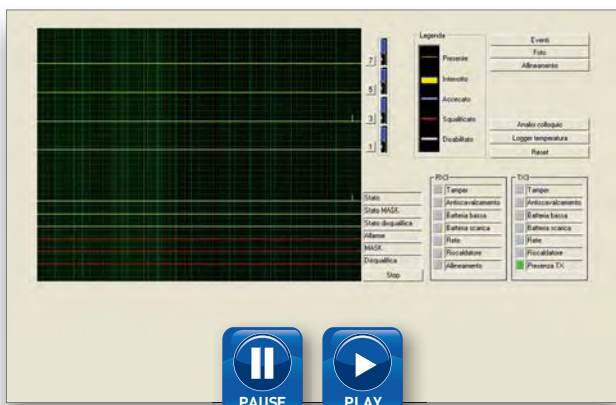 7
5
3
1
Stato
Stato MASK
Stato disqualifica
Allarme
MASK
Disqualifica
Stop
Legenda
Presente
Interrotto
Accecato
Squalificato
Disabilitato
Eventi
Foto
Allineamento
Analisi colloquio
Logger temperatura
Reset
RX3
Tamper
Antiscavalcamento
Batteria bassa
Batteria scarica
Rete
Riscaldatore
Allineamento
TX3
Tamper
Antiscavalcamento
Batteria bassa
Batteria scarica
Rete
Riscaldatore
Presenza TX
PAUSE
PLAY